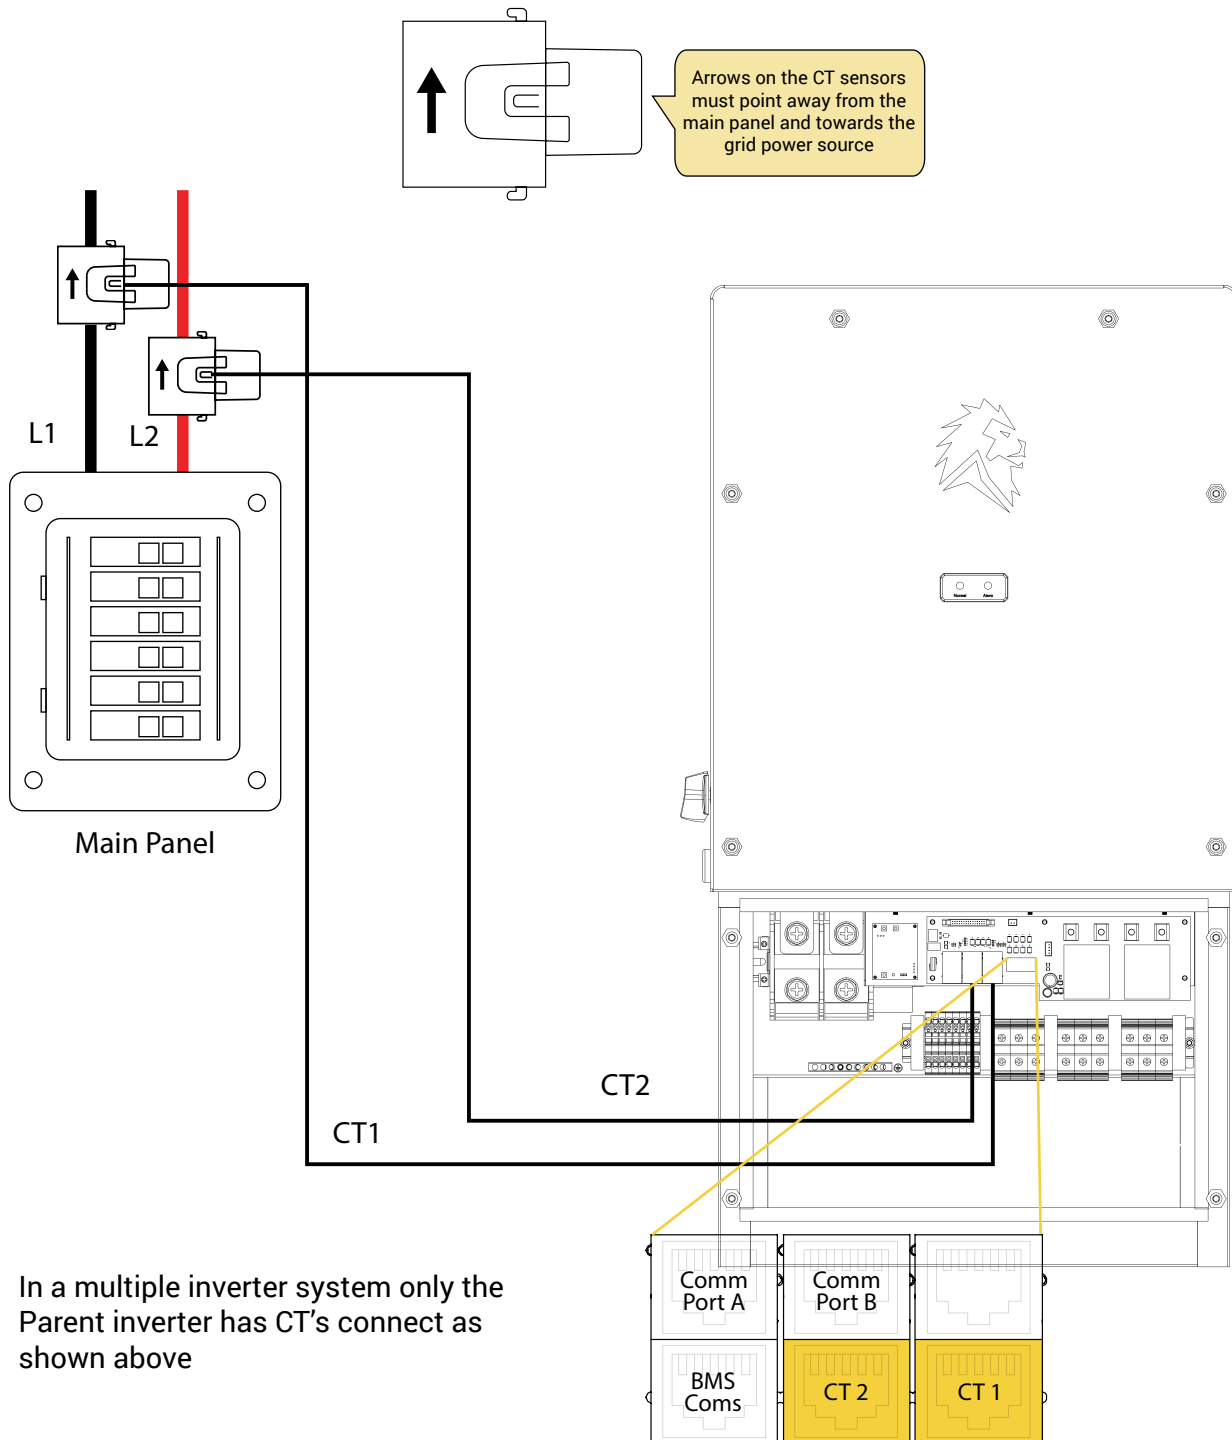 Arrows on the CT sensors
must point away from the
main panel and towards the
grid power source
L1
L2
Main Panel
Normal
Alarm
CT2
CT1
Comm
Port A
Comm
Port B
BMS
Coms
CT 2
CT 1
In a multiple inverter system only the
Parent inverter has CT’s connect as
shown above